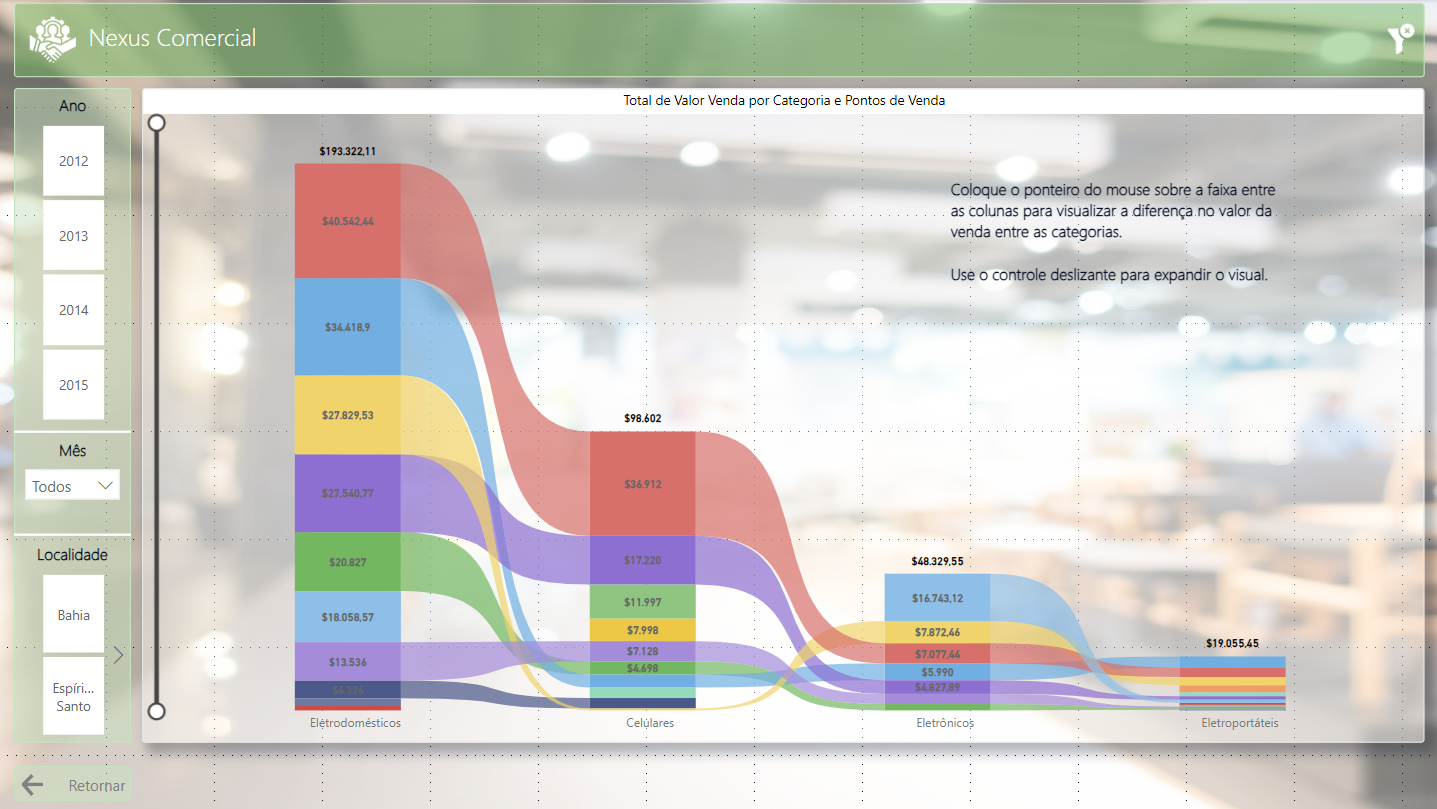 Nexus Comercial
Ano
2012
2013
2014
2015
Mês
Todos
Localidade
Bahia
Espíri...
Santo
Retornar
Total de Valor Venda por Categoria e Pontos de Venda
Coloque o ponteiro do mouse sobre a faixa entre
as colunas para visualizar a diferença no valor da
venda entre as categorias.
Use o controle deslizante para expandir o visual.
$193.322,11
$40.542,44
$34.418,9
$27.829,53
$27.540,77
$20.827
$18.058,57
$13.536
$6.326
Eletrodomésticos
$98.602
$36.912
$17.220
$11.997
$7.998
$7.128
$4.698
Celulares
$48.329,55
$16.743,12
$7.872,46
$7.077,44
$5.990
$4.827,89
Eletrônicos
$19.055,45
Eletroportáteis